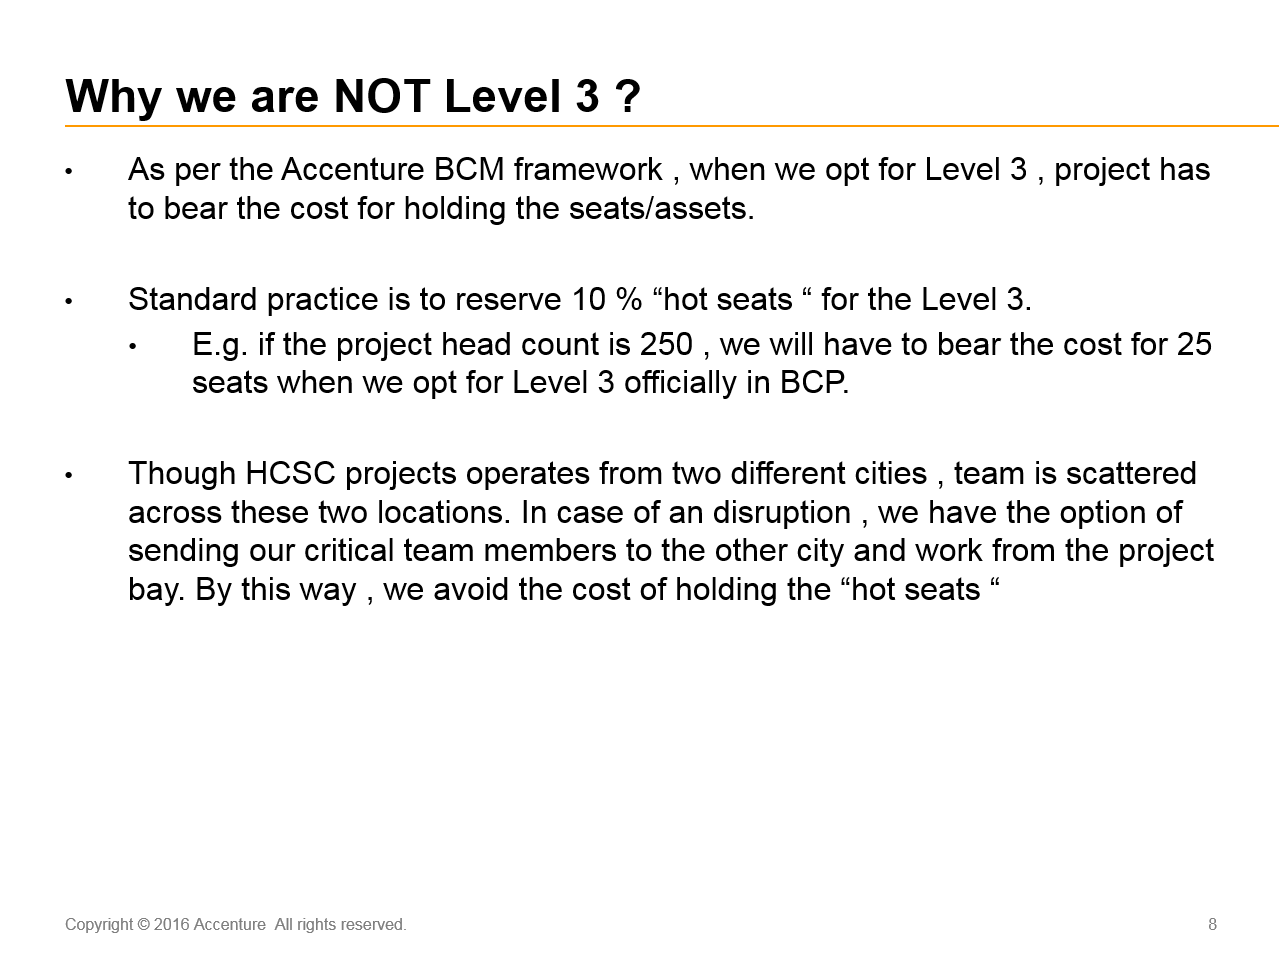 Why we are NOT Level 3 ?
• As per the Accenture BCM framework , when we opt for Level 3 , project has
to bear the cost for holding the seats/assets.
• Standard practice is to reserve 10 % “hot seats “ for the Level 3.
• E.g. if the project head count is 250 , we will have to bear the cost for 25
seats when we opt for Level 3 officially in BCP.
• Though HCSC projects operates from two different cities , team is scattered
across these two locations. In case of an disruption , we have the option of
sending our critical team members to the other city and work from the project
bay. By this way , we avoid the cost of holding the “hot seats “
Copyright © 2016 Accenture  All rights reserved.
8